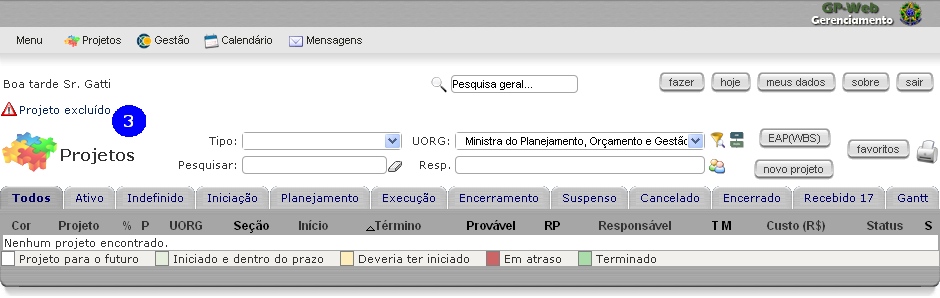 GP-Web
Gerenciamento
Menu Projetos Gestão Calendário Mensagens
Boa tarde Sr. Gatti Pesquisa geral... fazer hoje meus dados sobre sair
Projeto excluído 3
Projetos Tipo: UORG: Ministra do Planejamento, Orçamento e Gestão EAP(WBS) favoritos
Pesquisar: Resp. novo projeto
Todos Ativo Indefinido Iniciação Planejamento Execução Encerramento Suspenso Cancelado Encerrado Recebido 17 Gantt
Cor Projeto % P UORG Seção Início Término Provável RP Responsável T M Custo (R$) Status S
Nenhum projeto encontrado.
Projeto para o futuro Iniciado e dentro do prazo Deveria ter iniciado Em atraso Terminado